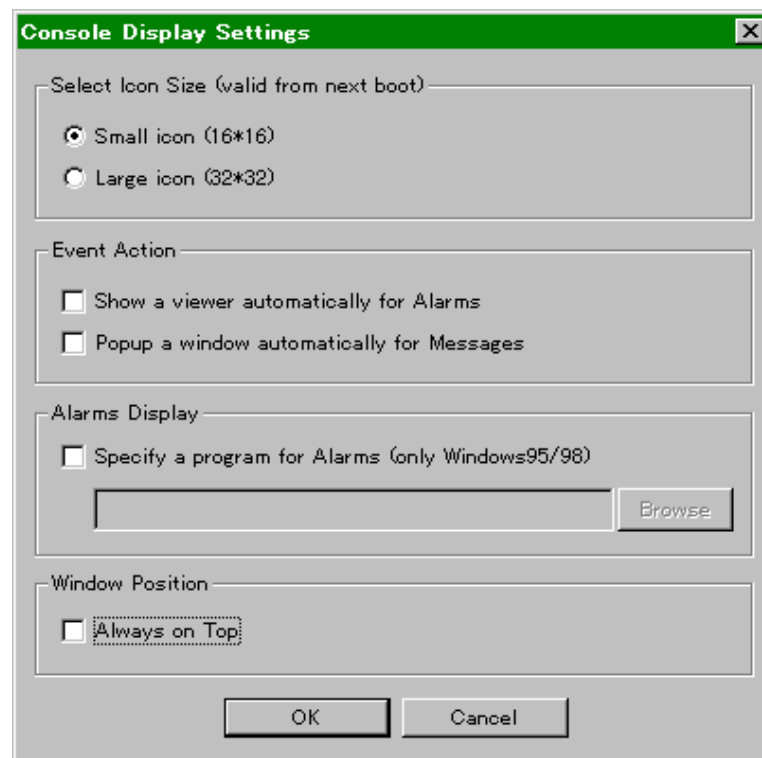 Console Display Settings
Select Icon Size (valid from next boot)
Small icon (16*16)
Large icon (32*32)
Event Action
Show a viewer automatically for Alarms
Popup a window automatically for Messages
Alarms Display
Specify a program for Alarms (only Windows95/98)
Browse
Window Position
Always on Top
OK Cancel